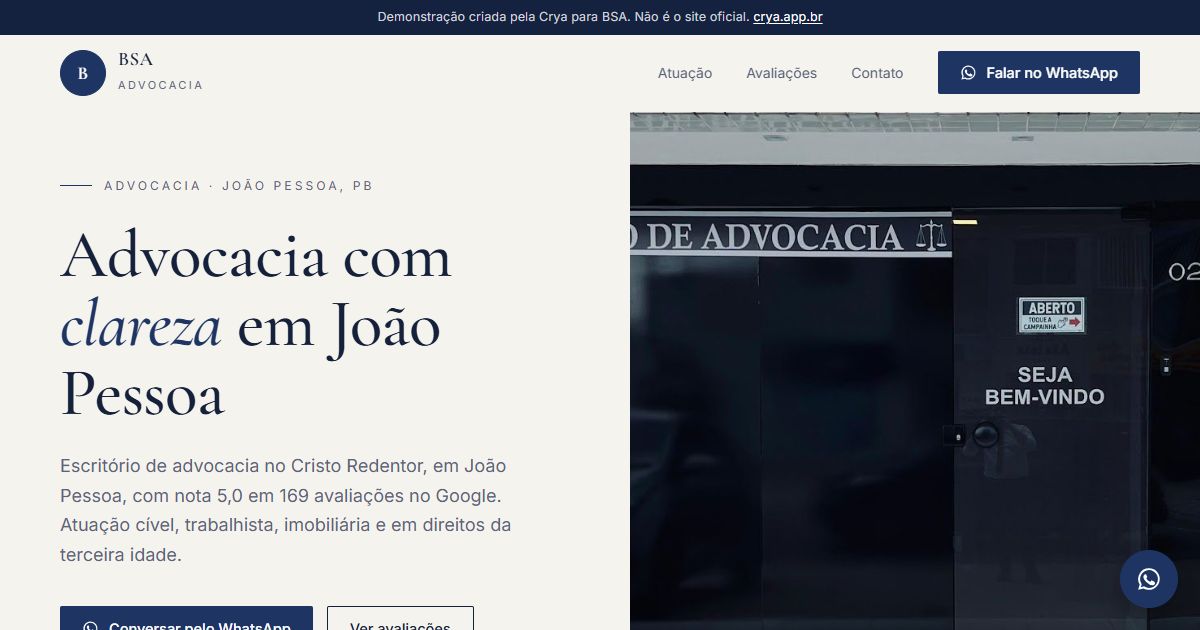 Demonstração criada pela Crya para BSA. Não é o site oficial. crya.app.br
B
BSA
ADVOCACIA
Atuação
Avaliações
Contato
Falar no WhatsApp
ADVOCACIA · JOÃO PESSOA, PB
Advocacia com
clareza em João
Pessoa
Escritório de advocacia no Cristo Redentor, em João
Pessoa, com nota 5,0 em 169 avaliações no Google.
Atuação cível, trabalhista, imobiliária e em direitos da
terceira idade.
Conversar pelo WhatsApp
Ver avaliações
DE ADVOCACIA
02
ABERTO
TOQUE A
CAMPAINHA
SEJA
BEM-VINDO